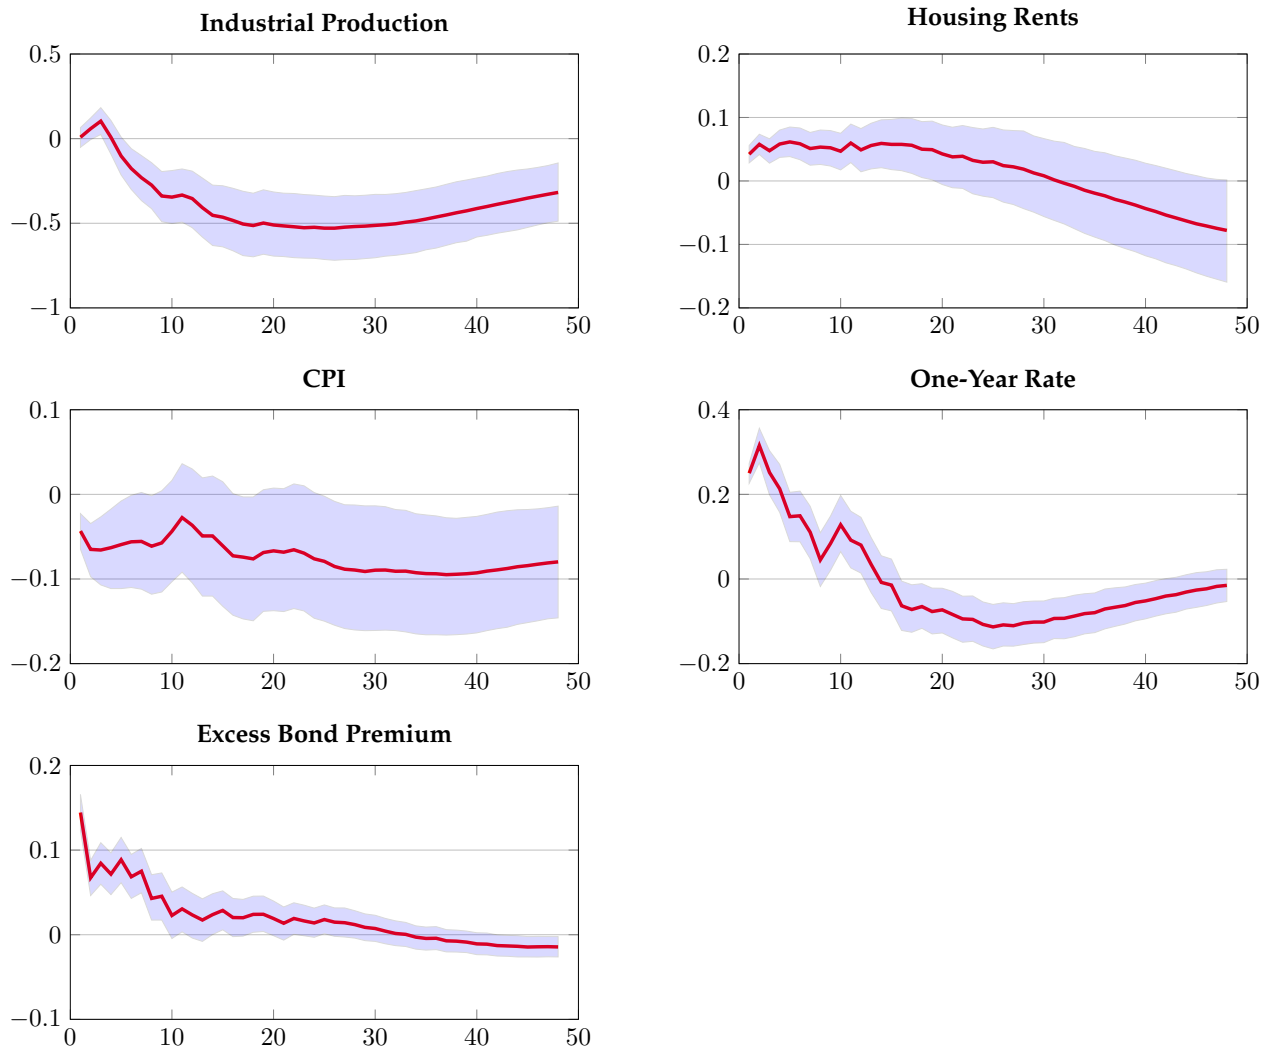 Industrial Production
0.5
0
−0.5
−1
0 10 20 30 40 50
Housing Rents
0.2
0.1
0
−0.1
−0.2
0 10 20 30 40 50
CPI
0.1
0
−0.1
−0.2
0 10 20 30 40 50
One-Year Rate
0.4
0.2
0
−0.2
0 10 20 30 40 50
Excess Bond Premium
0.2
0.1
0
−0.1
0 10 20 30 40 50